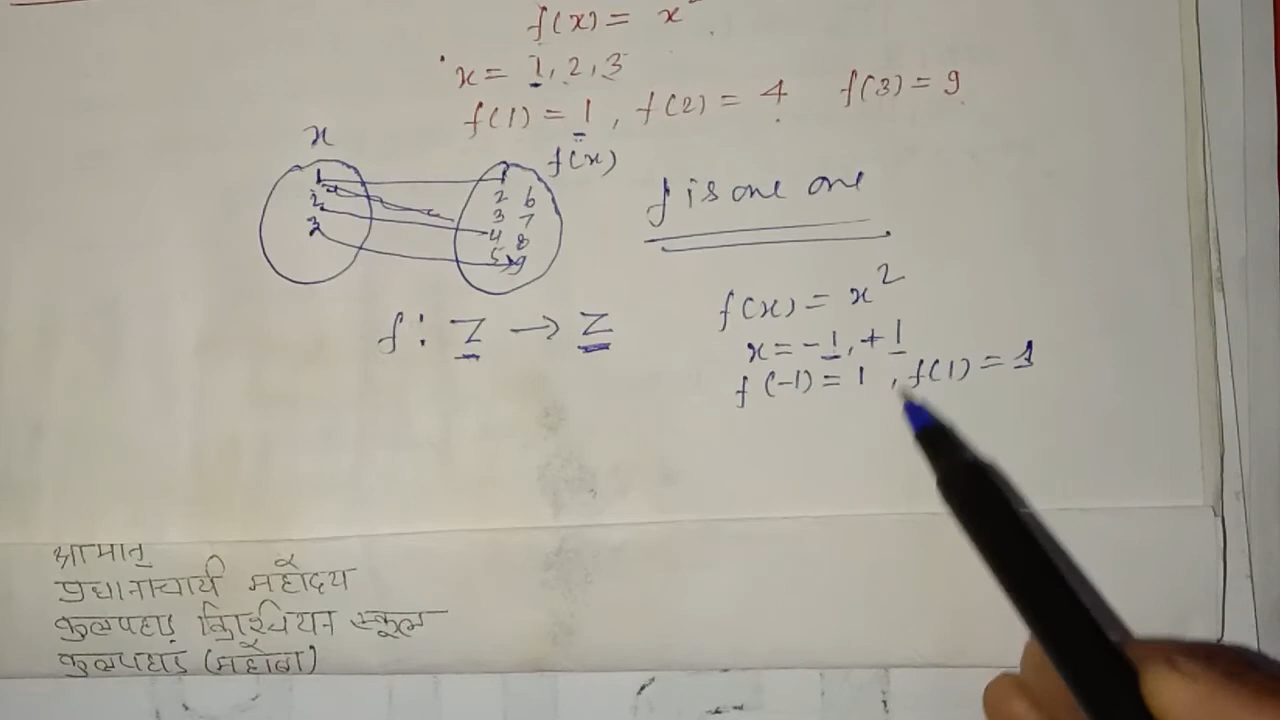 f(x) = x²
x = 1, 2, 3
f(1) = 1, f(2) = 4 f(3) = 9
x
f(x)
1 1
2 2 6
3 3 7
4 8
5 9
f is one one
f : Z → Z
f(x) = x²
x = -1, +1
f(-1) = 1, f(1) = 1
श्रीमान्
प्रधानाचार्य महोदय
कुलपहाड़ क्रिश्चियन स्कूल
कुलपहाड़ (महोबा)